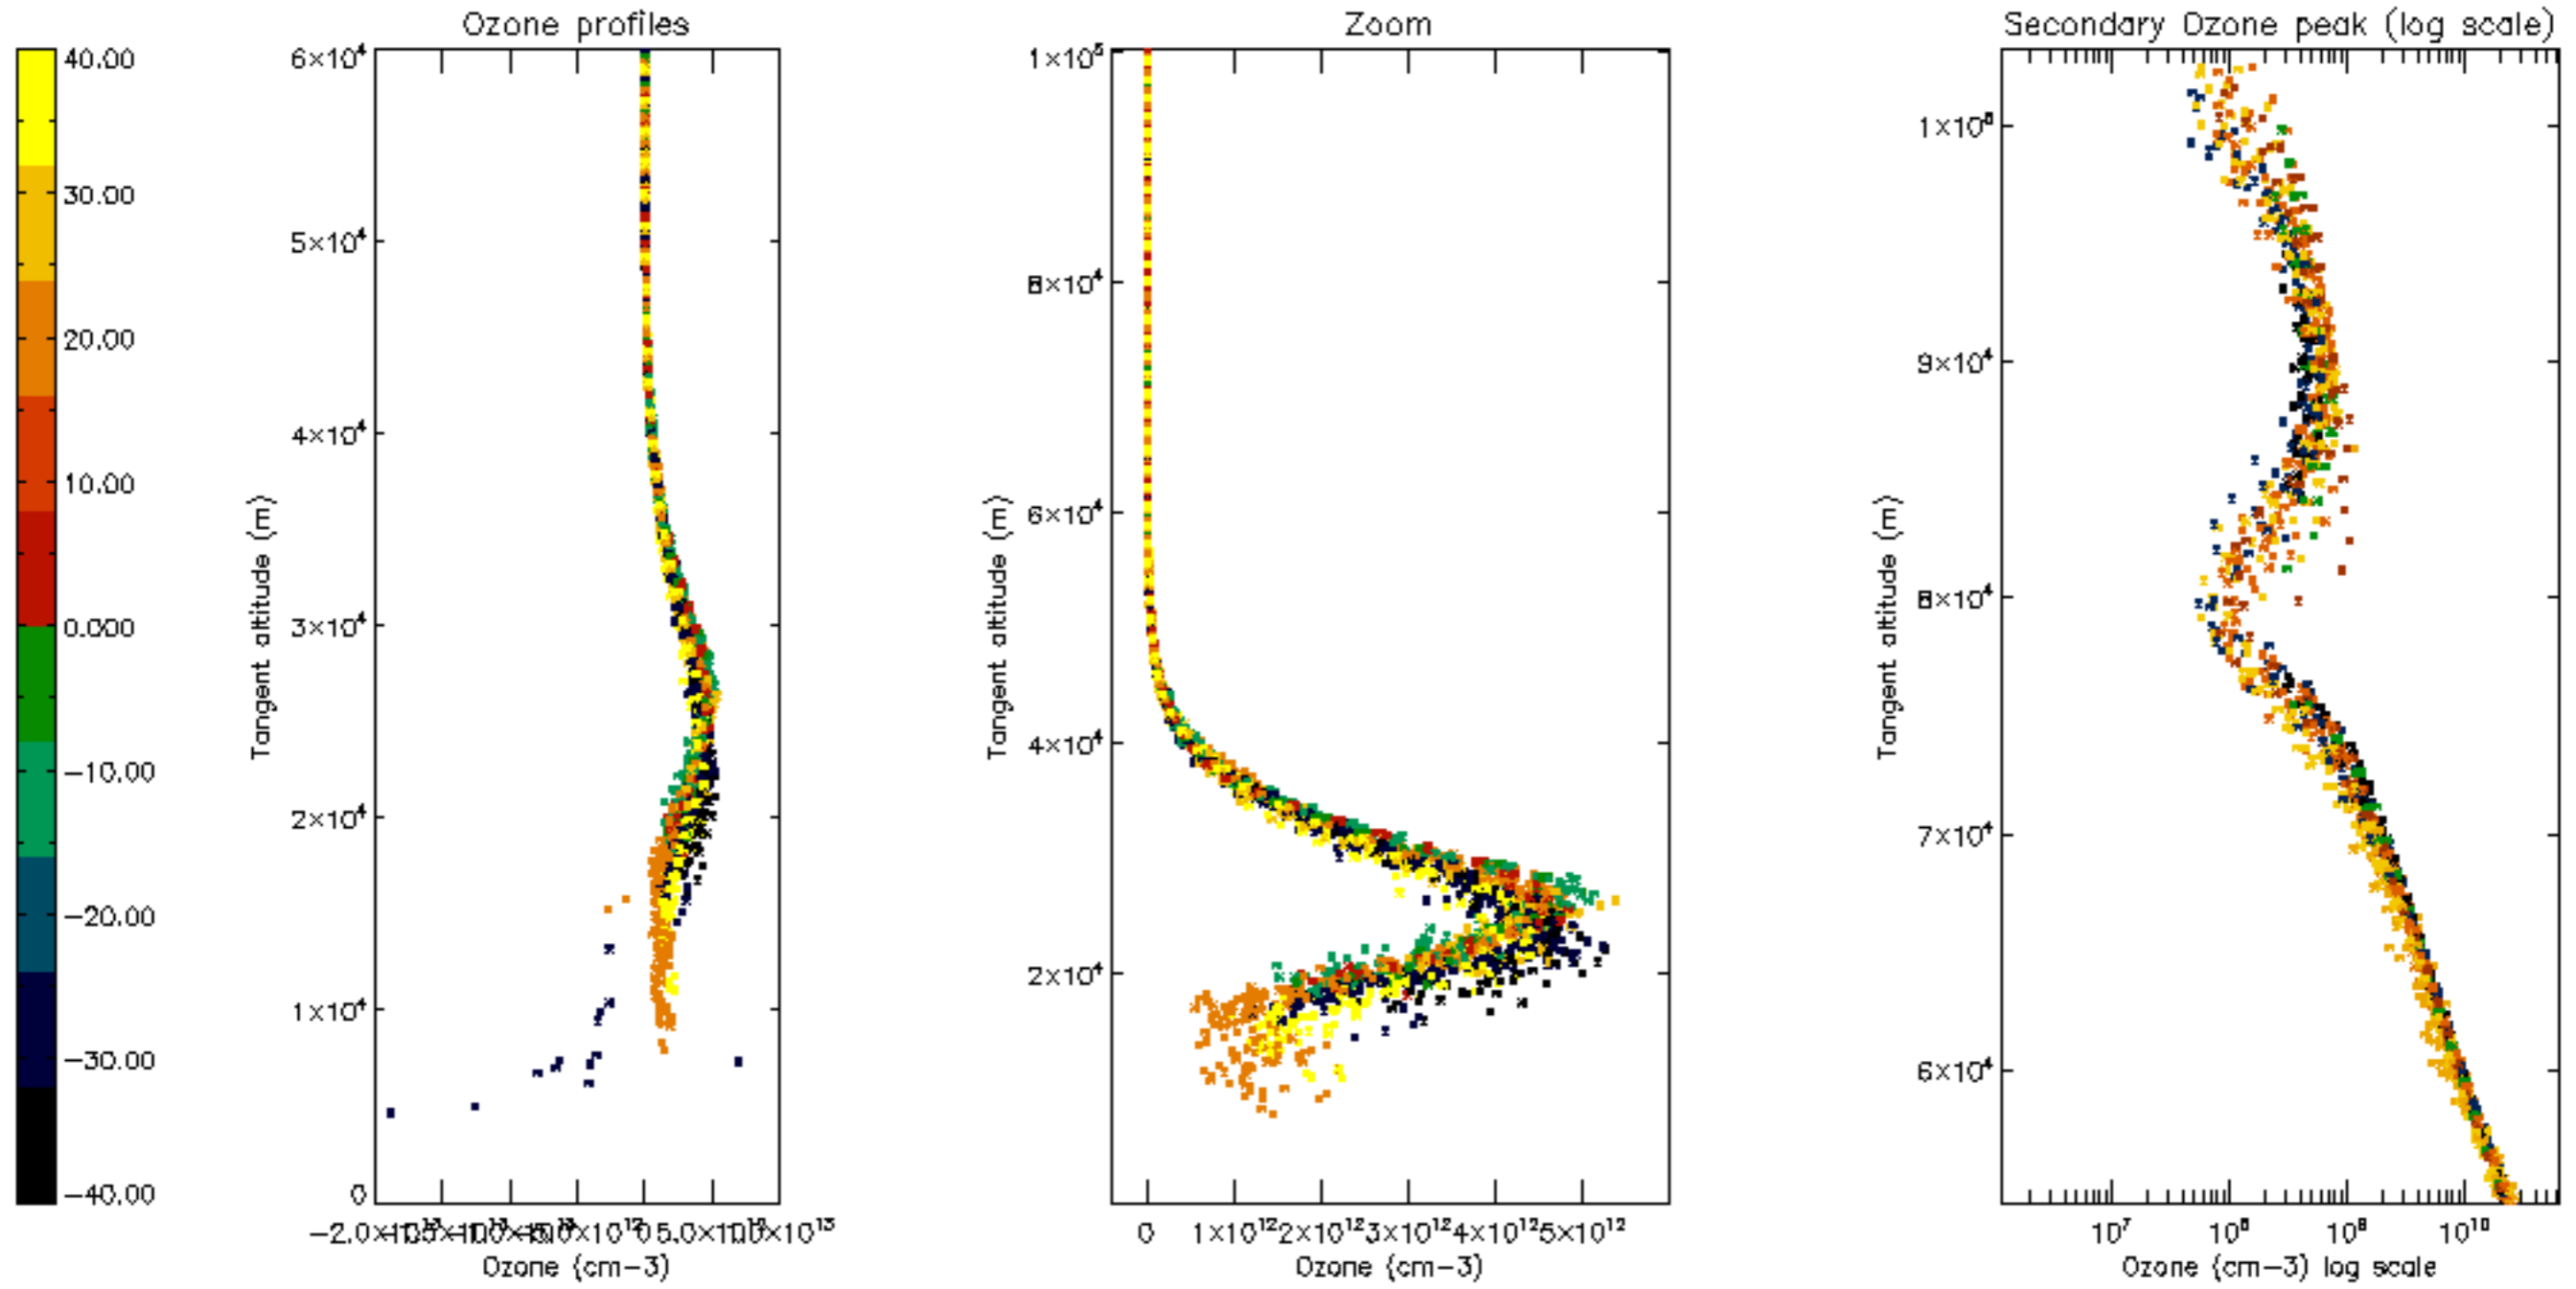 Ozone profiles
Zoom
Secondary Ozone peak (log scale)
40.00
30.00
20.00
10.00
0.000
−10.00
−20.00
−30.00
−40.00
6×10⁴
5×10⁴
4×10⁴
3×10⁴
2×10⁴
1×10⁴
0
Tangent altitude (m)
Ozone (cm−3)
1×10⁵
8×10⁴
6×10⁴
4×10⁴
2×10⁴
Tangent altitude (m)
0 1×10¹² 2×10¹² 3×10¹² 4×10¹² 5×10¹²
Ozone (cm−3)
9×10⁴
8×10⁴
7×10⁴
6×10⁴
Tangent altitude (m)
10⁷ 10⁸ 10⁹ 10¹⁰
Ozone (cm−3) log scale